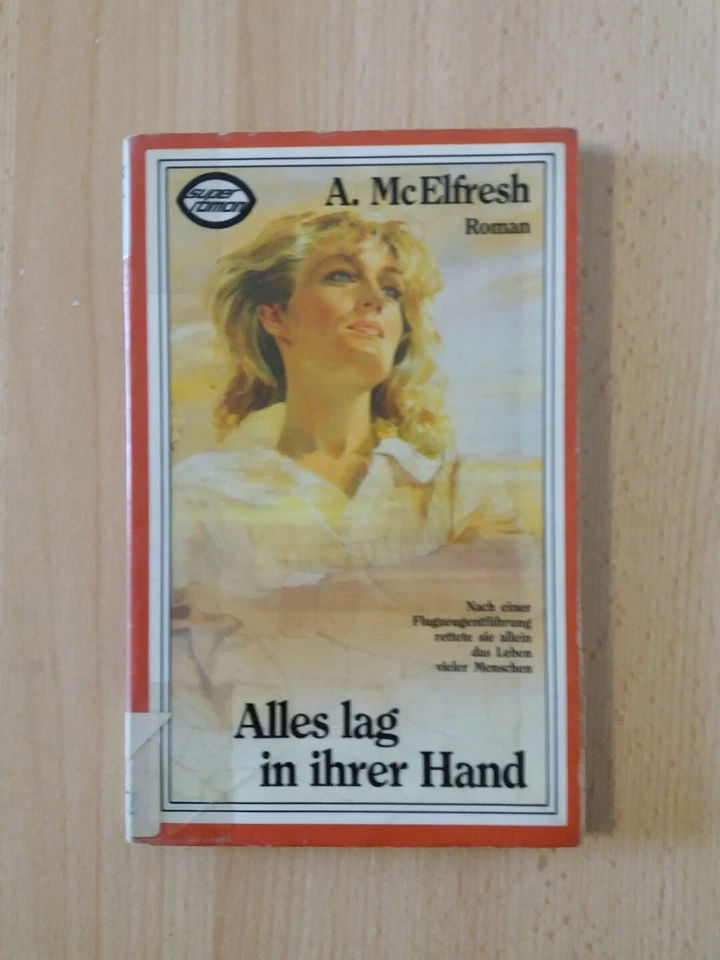 super
roman
A. McElfresh
Roman
Nach einer
Flugzeugentführung
rettete sie allein
das Leben
vieler Menschen
Alles lag
in ihrer Hand